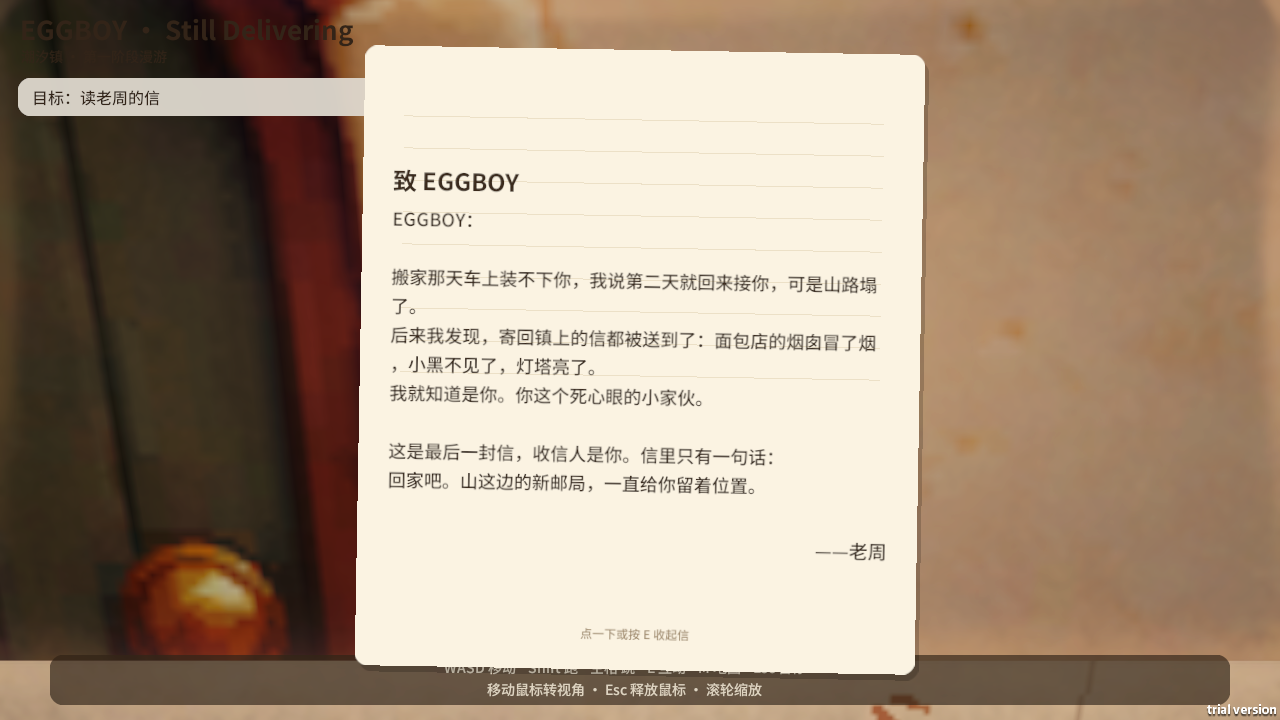 EGGBOY · Still Delivering
目标：读老周的信
致 EGGBOY
EGGBOY：
搬家那天车上装不下你，我说第二天就回来接你，可是山路塌
了。
后来我发现，寄回镇上的信都被送到了：面包店的烟囱冒了烟
，小黑不见了，灯塔亮了。
我就知道是你。你这个死心眼的小家伙。
这是最后一封信，收信人是你。信里只有一句话：
回家吧。山这边的新邮局，一直给你留着位置。
——老周
点一下或按 E 收起信
移动鼠标转视角 · Esc 释放鼠标 · 滚轮缩放
trial version